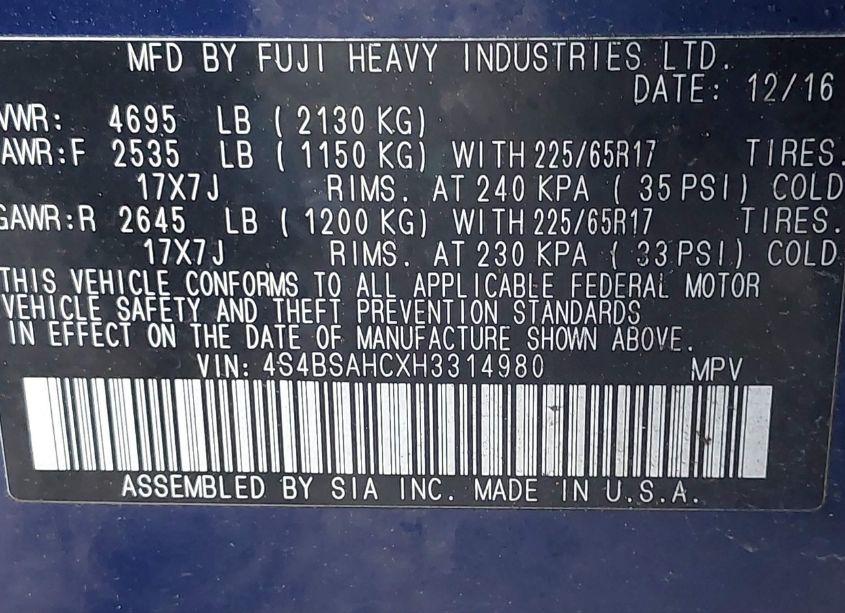 MFD BY FUJI HEAVY INDUSTRIES LTD.
DATE: 12/16
VWR: 4695 LB ( 2130 KG)
AWR:F 2535 LB ( 1150 KG) WITH 225/65R17 TIRES.
17X7J RIMS. AT 240 KPA ( 35 PSI) COLD
GAWR:R 2645 LB ( 1200 KG) WITH 225/65R17 TIRES.
17X7J RIMS. AT 230 KPA ( 33 PSI) COLD
THIS VEHICLE CONFORMS TO ALL APPLICABLE FEDERAL MOTOR
VEHICLE SAFETY AND THEFT PREVENTION STANDARDS
IN EFFECT ON THE DATE OF MANUFACTURE SHOWN ABOVE.
VIN: 4S4BSAHCXH3314980 MPV
ASSEMBLED BY SIA INC. MADE IN U.S.A.